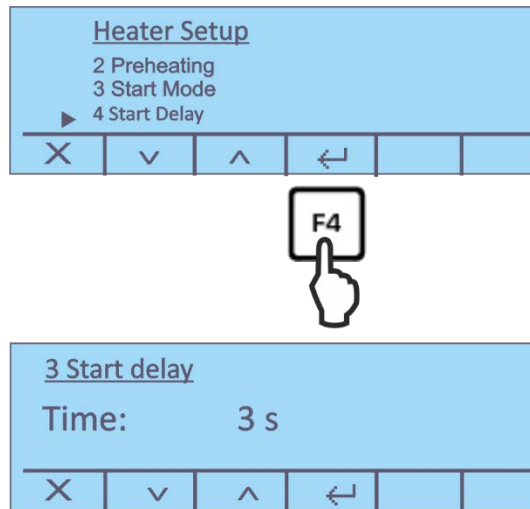 Heater Setup
2 Preheating
3 Start Mode
4 Start Delay
F4
3 Start delay
Time: 3 s